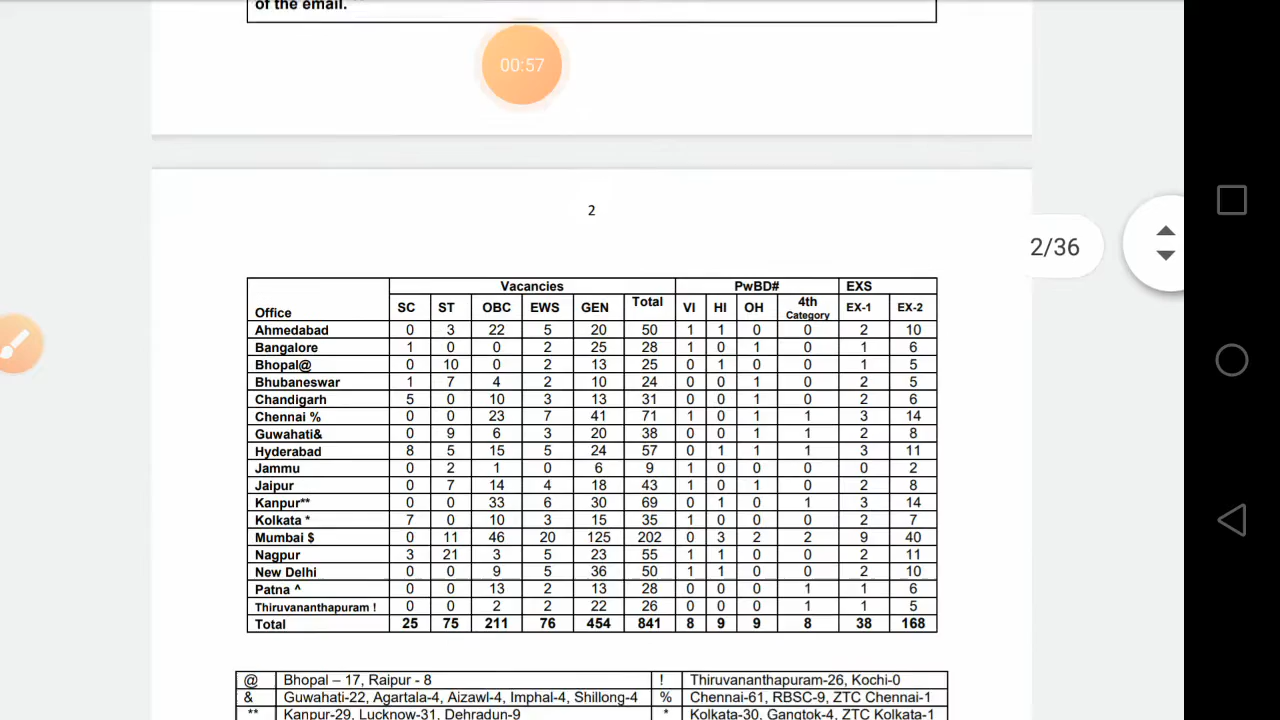 of the email.
00:57
2
2/36
Vacancies PwBD# EXS
Office SC ST OBC EWS GEN Total VI HI OH 4th Category EX-1 EX-2
Ahmedabad 0 3 22 5 20 50 1 1 0 0 2 10
Bangalore 1 0 0 2 25 28 1 0 1 0 1 6
Bhopal@ 0 10 0 2 13 25 0 1 0 0 1 5
Bhubaneswar 1 7 4 2 10 24 0 0 1 0 2 5
Chandigarh 5 0 10 3 13 31 0 0 1 0 2 6
Chennai % 0 0 23 7 41 71 1 0 1 1 3 14
Guwahati& 0 9 6 3 20 38 0 0 1 1 2 8
Hyderabad 8 5 15 5 24 57 0 1 1 1 3 11
Jammu 0 2 1 0 6 9 1 0 0 0 0 2
Jaipur 0 7 14 4 18 43 1 0 1 0 2 8
Kanpur** 0 0 33 6 30 69 0 1 0 1 3 14
Kolkata * 7 0 10 3 15 35 1 0 0 0 2 7
Mumbai $ 0 11 46 20 125 202 0 3 2 2 9 40
Nagpur 3 21 3 5 23 55 1 1 0 0 2 11
New Delhi 0 0 9 5 36 50 1 1 0 0 2 10
Patna ^ 0 0 13 2 13 28 0 0 0 1 1 6
Thiruvananthapuram ! 0 0 2 2 22 26 0 0 0 1 1 5
Total 25 75 211 76 454 841 8 9 9 8 38 168
@ Bhopal – 17, Raipur - 8 ! Thiruvananthapuram-26, Kochi-0
& Guwahati-22, Agartala-4, Aizawl-4, Imphal-4, Shillong-4 % Chennai-61, RBSC-9, ZTC Chennai-1
** Kanpur-29, Lucknow-31, Dehradun-9 * Kolkata-30, Gangtok-4, ZTC Kolkata-1